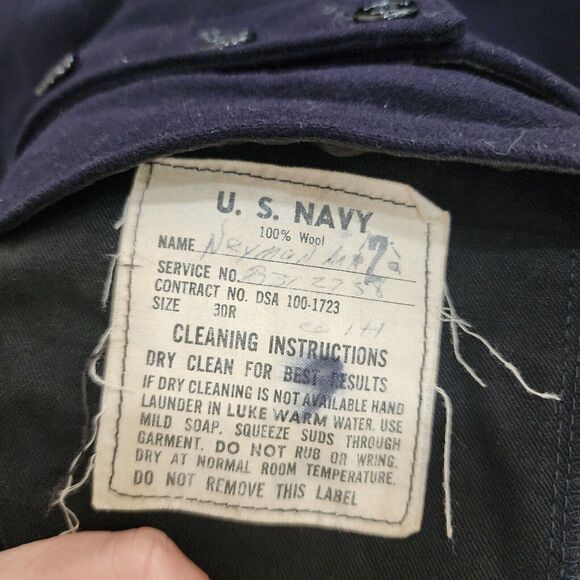 U. S. NAVY
100% Wool
NAME
SERVICE NO.
CONTRACT NO. DSA 100-1723
SIZE 30R
CLEANING INSTRUCTIONS
DRY CLEAN FOR BEST RESULTS
IF DRY CLEANING IS NOT AVAILABLE HAND
LAUNDER IN LUKE WARM WATER. USE
MILD SOAP. SQUEEZE SUDS THROUGH
GARMENT. DO NOT RUB OR WRING.
DRY AT NORMAL ROOM TEMPERATURE.
DO NOT REMOVE THIS LABEL